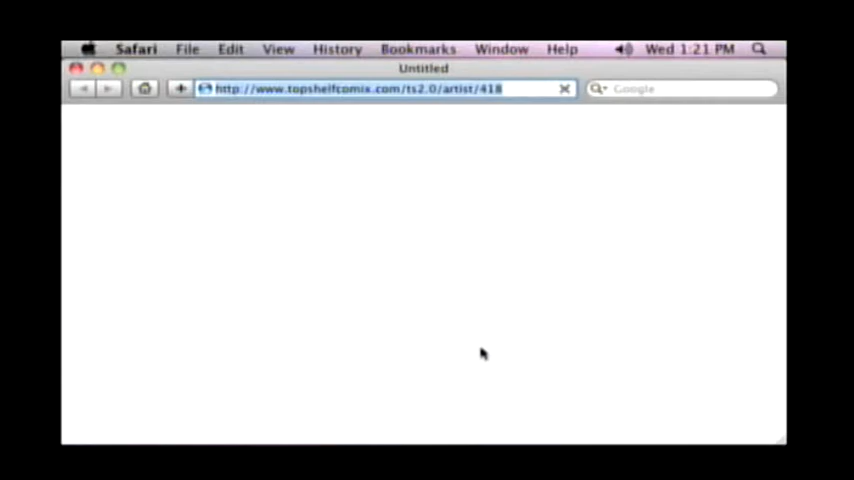 Safari File Edit View History Bookmarks Window Help Wed 1:21 PM
Untitled
http://www.topshelfcomix.com/ts2.0/artist/418 Google